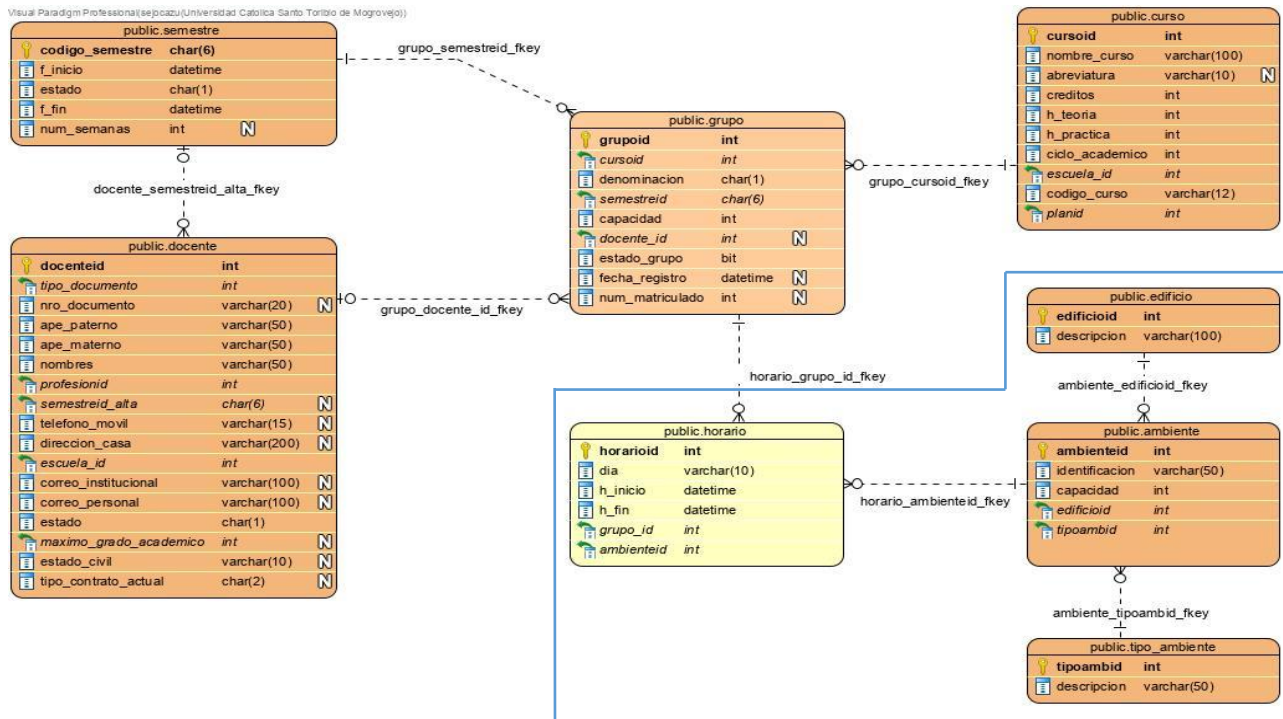 Visual Paradigm Professional(sejocazu(Universidad Catolica Santo Toribio de Mogrovejo))
public.semestre
codigo_semestre char(6)
f_inicio datetime
estado char(1)
f_fin datetime
num_semanas int N
grupo_semestreid_fkey
public.curso
cursoid int
nombre_curso varchar(100)
abreviatura varchar(10) N
creditos int
h_teoria int
h_practica int
ciclo_academico int
escuela_id int
codigo_curso varchar(12)
planid int
public.grupo
grupoid int
cursoid int
denominacion char(1)
semestreid char(6)
capacidad int
docente_id int N
estado_grupo bit
fecha_registro datetime N
num_matriculado int N
grupo_cursoid_fkey
docente_semestreid_alta_fkey
public.docente
docenteid int
tipo_documento int
nro_documento varchar(20) N
ape_paterno varchar(50)
ape_materno varchar(50)
nombres varchar(50)
profesionid int
semestreid_alta char(6) N
telefono_movil varchar(15) N
direccion_casa varchar(200) N
escuela_id int
correo_institucional varchar(100) N
correo_personal varchar(100) N
estado char(1)
maximo_grado_academico int N
estado_civil varchar(10) N
tipo_contrato_actual char(2) N
grupo_docente_id_fkey
horario_grupo_id_fkey
public.edificio
edificioid int
descripcion varchar(100)
ambiente_edificioid_fkey
public.horario
horarioid int
dia varchar(10)
h_inicio datetime
h_fin datetime
grupo_id int
ambienteid int
horario_ambienteid_fkey
public.ambiente
ambienteid int
identificacion varchar(50)
capacidad int
edificioid int
tipoambid int
ambiente_tipoambid_fkey
public.tipo_ambiente
tipoambid int
descripcion varchar(50)